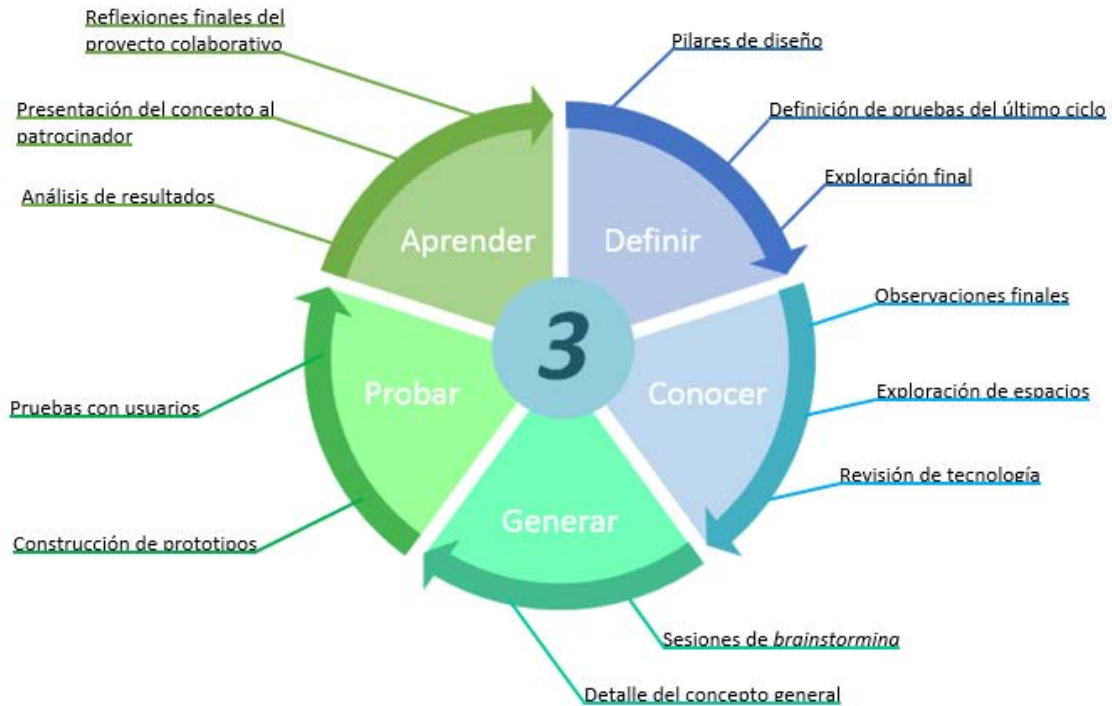 Reflexiones finales del
proyecto colaborativo
Presentación del concepto al
patrocinador
Análisis de resultados
Pilares de diseño
Definición de pruebas del último ciclo
Exploración final
Aprender
Definir
3
Observaciones finales
Exploración de espacios
Revisión de tecnología
Probar
Conocer
Generar
Pruebas con usuarios
Construcción de prototipos
Sesiones de brainstorming
Detalle del concepto general